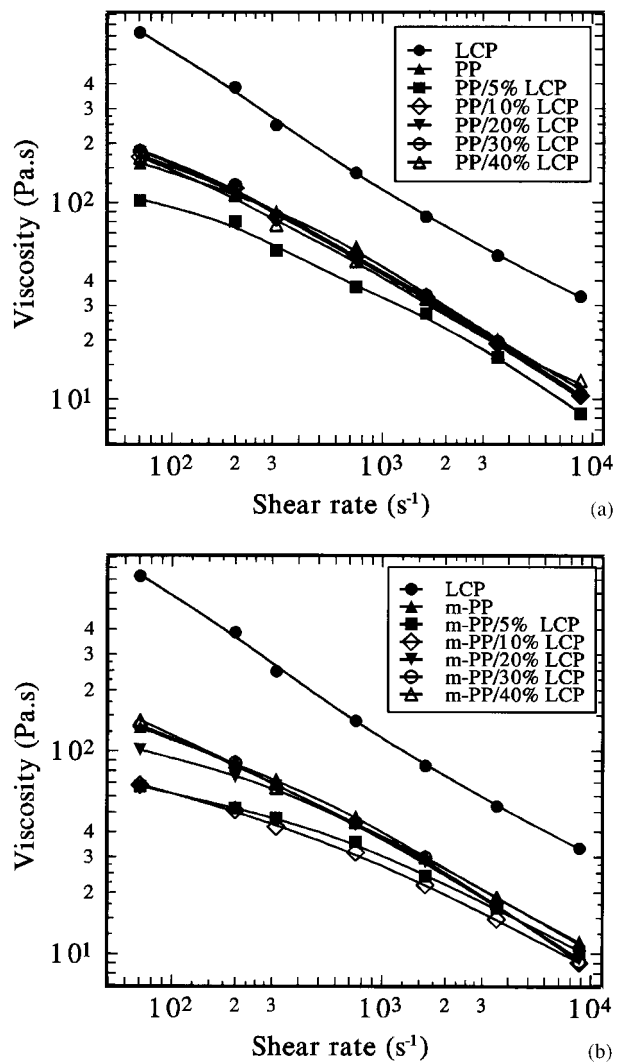 LCP
PP
PP/5% LCP
PP/10% LCP
PP/20% LCP
PP/30% LCP
PP/40% LCP
Viscosity (Pa.s)
4
3
2
10²
4
3
2
10¹
10² 2 3 10³ 2 3 10⁴
Shear rate (s⁻¹)
(a)
LCP
m-PP
m-PP/5% LCP
m-PP/10% LCP
m-PP/20% LCP
m-PP/30% LCP
m-PP/40% LCP
Viscosity (Pa.s)
4
3
2
10²
4
3
2
10¹
10² 2 3 10³ 2 3 10⁴
Shear rate (s⁻¹)
(b)